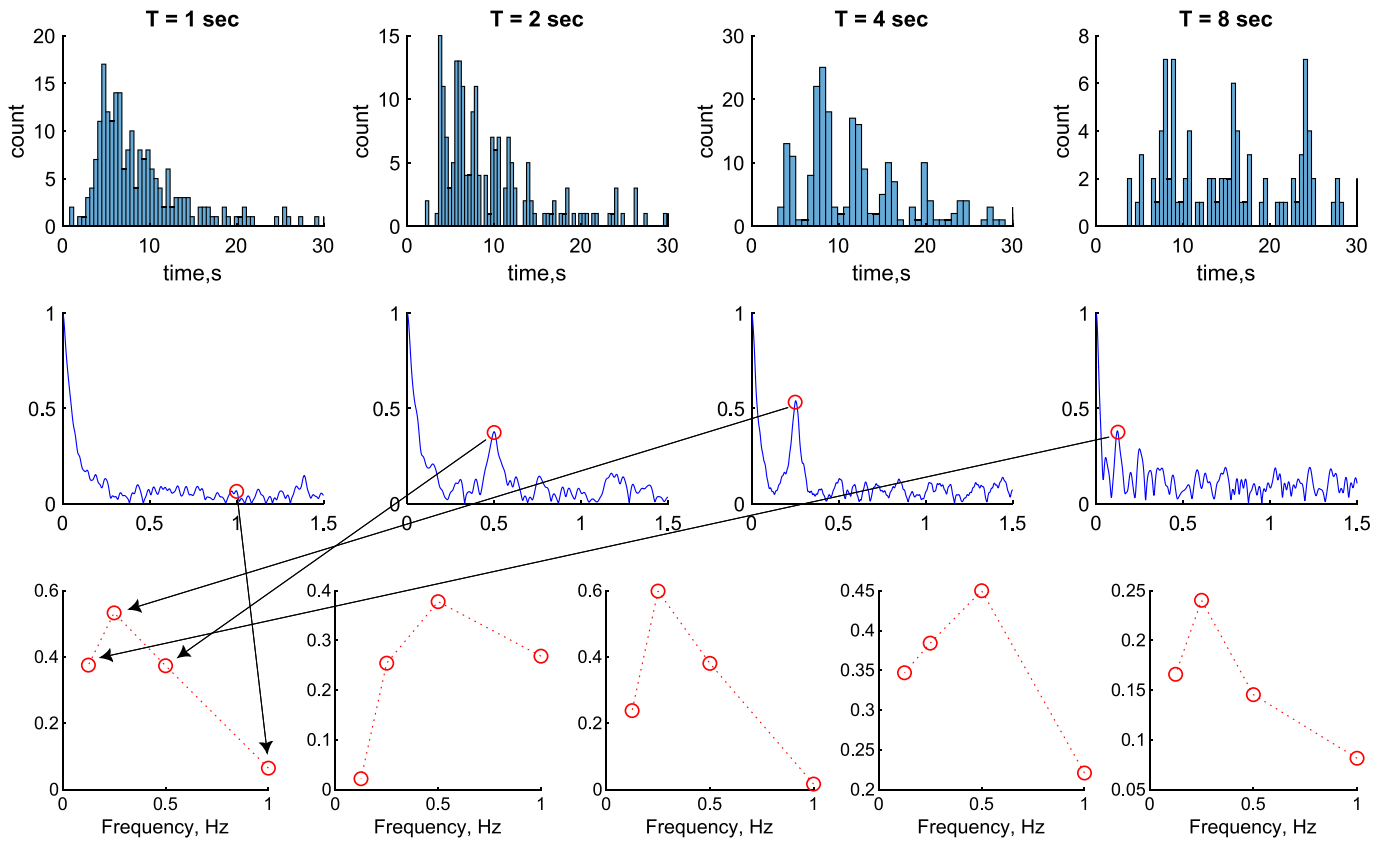 T = 1 sec T = 2 sec T = 4 sec T = 8 sec
20 15 30 8
15 6
10 20
count 10 count count count 4
5 10
5 2
0 0 0 0
0 10 20 30 0 10 20 30 0 10 20 30 0 10 20 30
time,s time,s time,s time,s
1 1 1 1
0.5 0.5 0.5 0.5
0 0 0 0
0 0.5 1 1.5 0 0.5 1 1.5 0 0.5 1 1.5 0 0.5 1 1.5
0.6 0.4 0.6 0.45 0.25
0.4
0.3 0.2
0.4 0.4 0.35
0.2 0.15
0.3
0.2 0.2
0.1 0.25 0.1
0 0 0 0.2 0.05
0 0.5 1 0 0.5 1 0 0.5 1 0 0.5 1 0 0.5 1
Frequency, Hz Frequency, Hz Frequency, Hz Frequency, Hz Frequency, Hz